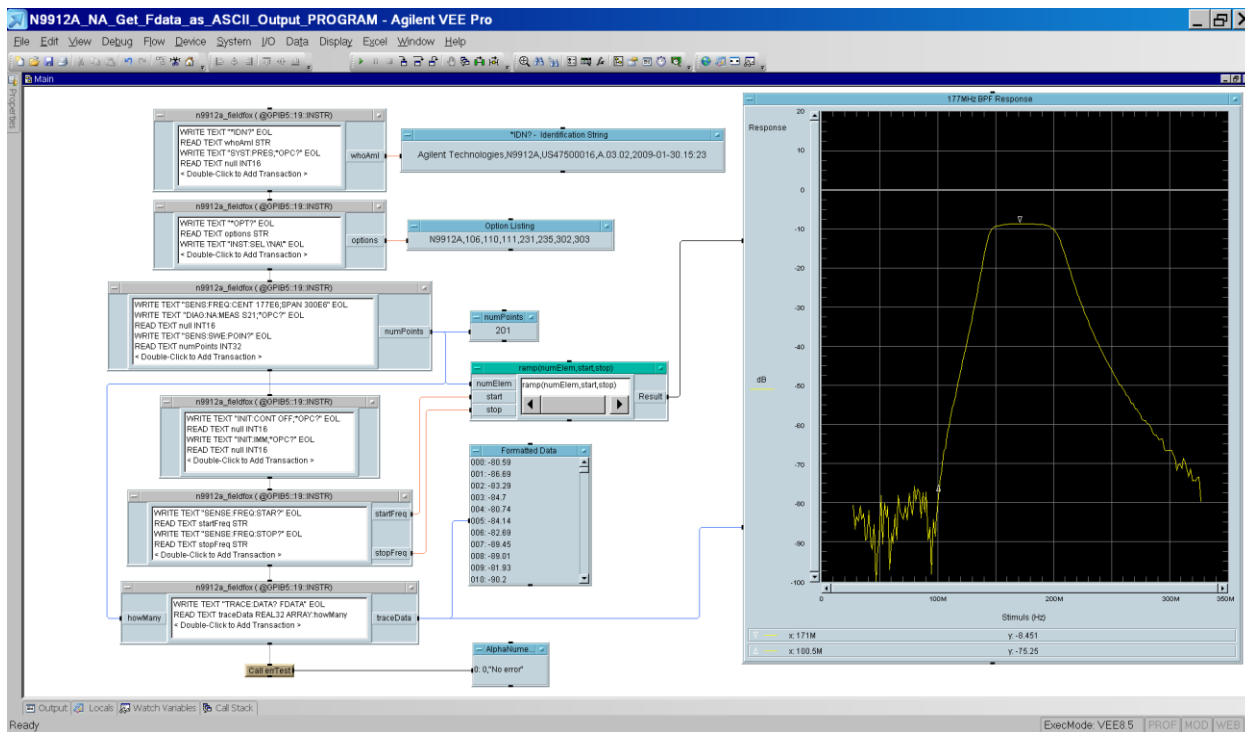 N9912A_NA_Get_Fdata_as_ASCII_Output_PROGRAM - Agilent VEE Pro
File Edit View Debug Flow Device System I/O Data Display Excel Window Help
Main
Properties
n9912a_fieldfox ( @GPIB5::19::INSTR)
WRITE TEXT "*IDN?" EOL
READ TEXT whoAmI STR
WRITE TEXT "SYST:PRES;*OPC?" EOL
READ TEXT null INT16
< Double-Click to Add Transaction >
whoAmI
*IDN? - Identification String
Agilent Technologies,N9912A,US47500016,A.03.02,2009-01-30.15:23
n9912a_fieldfox ( @GPIB5::19::INSTR)
WRITE TEXT "*OPT?" EOL
READ TEXT options STR
WRITE TEXT "INST:SEL \"NA\";" EOL
< Double-Click to Add Transaction >
options
Option Listing
N9912A,106,110,111,231,235,302,303
n9912a_fieldfox ( @GPIB5::19::INSTR)
WRITE TEXT "SENS:FREQ:CENT 177E6;SPAN 300E6" EOL
WRITE TEXT "DIAG:NA:MEAS S21;*OPC?" EOL
READ TEXT null INT16
WRITE TEXT "SENS:SWE:POIN?" EOL
READ TEXT numPoints INT32
< Double-Click to Add Transaction >
numPoints
numPoints
201
ramp(numElem,start,stop)
numElem
start
stop
ramp(numElem,start,stop)
Result
n9912a_fieldfox ( @GPIB5::19::INSTR)
WRITE TEXT "INIT:CONT OFF;*OPC?" EOL
READ TEXT null INT16
WRITE TEXT "INIT:IMM;*OPC?" EOL
READ TEXT null INT16
< Double-Click to Add Transaction >
Formatted Data
000: -80.59
001: -86.69
002: -83.29
003: -84.7
004: -80.74
005: -84.14
006: -82.69
007: -89.45
008: -89.01
009: -81.93
010: -90.2
n9912a_fieldfox ( @GPIB5::19::INSTR)
WRITE TEXT "SENSE:FREQ:STAR?" EOL
READ TEXT startFreq STR
WRITE TEXT "SENSE:FREQ:STOP?" EOL
READ TEXT stopFreq STR
< Double-Click to Add Transaction >
startFreq
stopFreq
n9912a_fieldfox ( @GPIB5::19::INSTR)
howMany
WRITE TEXT "TRACE:DATA? FDATA" EOL
READ TEXT traceData REAL32 ARRAY:howMany
< Double-Click to Add Transaction >
traceData
Call errTest
AlphaNume...
0: 0,"No error"
177MHz BPF Response
Response
dB
20
10
0
-10
-20
-30
-40
-50
-60
-70
-80
-90
-100
0 100M 200M 300M 350M
Stimuls (Hz)
x: 171M y: -8.451
x: 100.5M y: -75.25
Output Locals Watch Variables Call Stack
Ready
ExecMode: VEE8.5 PROF MOD WEB